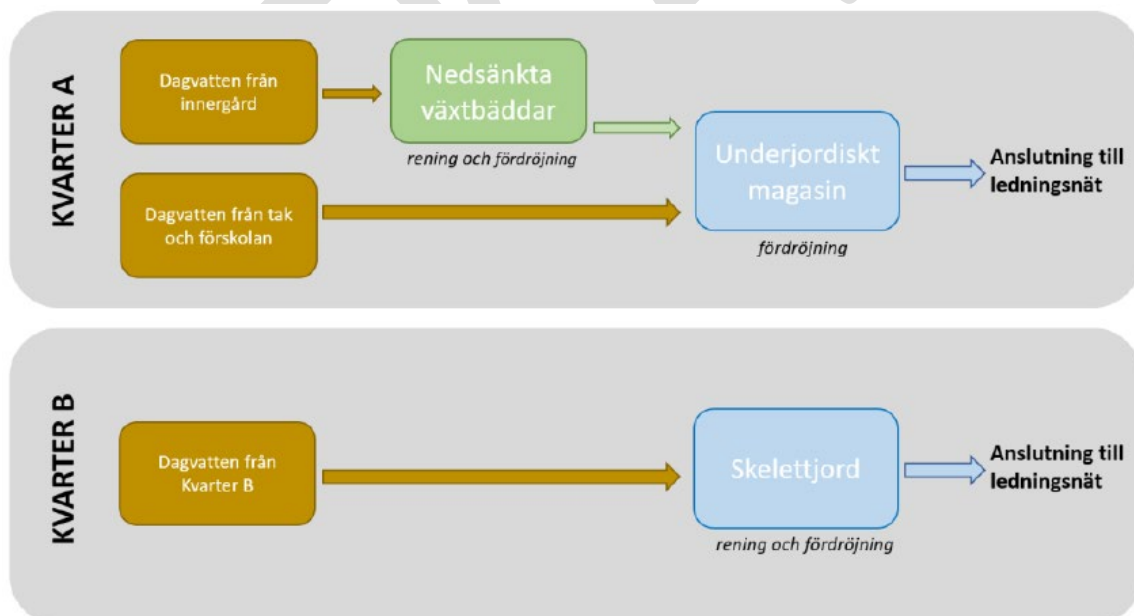 KVARTER A
Dagvatten från
innergård
Nedsänkta
växtbäddar
rening och fördröjning
Dagvatten från tak
och förskolan
Underjordiskt
magasin
fördröjning
Anslutning till
ledningsnät
KVARTER B
Dagvatten från
Kvarter B
Skelettjord
rening och fördröjning
Anslutning till
ledningsnät